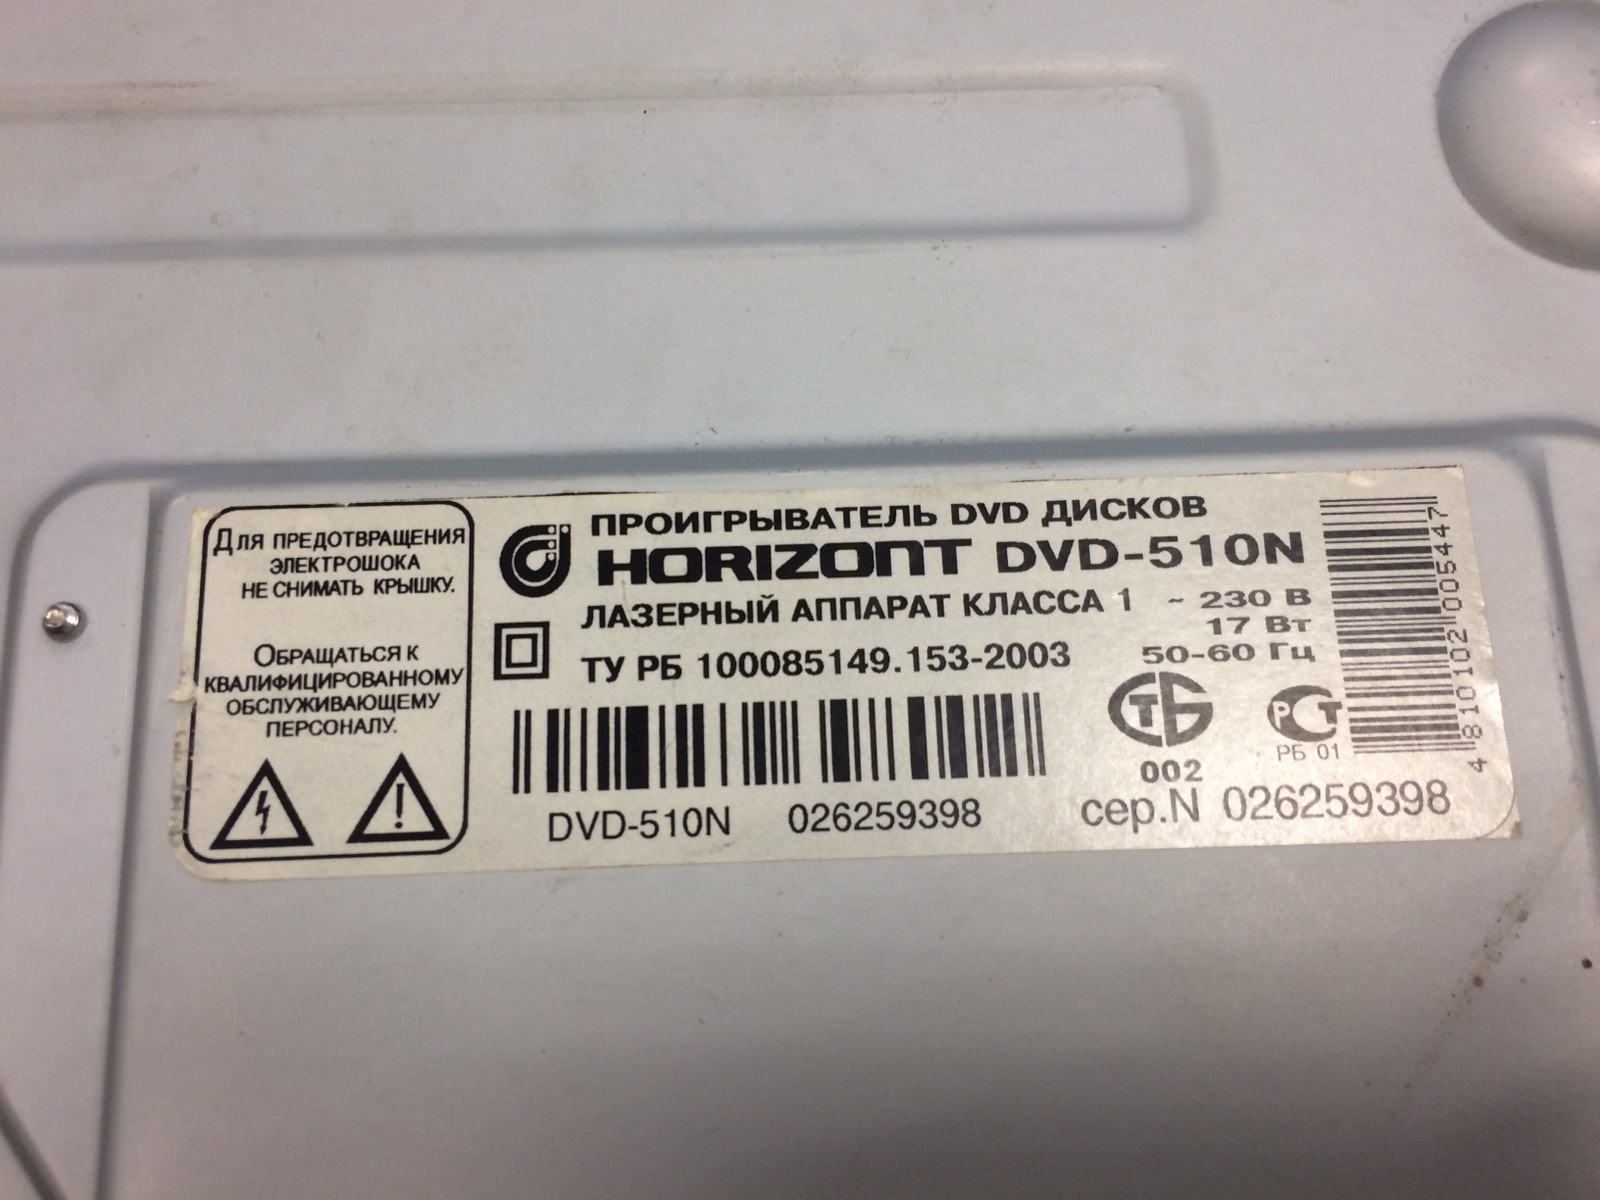 Для предотвращения
электрошока
не снимать крышку.
Обращаться к
квалифицированному
обслуживающему
персоналу.
ПРОИГРЫВАТЕЛЬ DVD ДИСКОВ
HORIZONT DVD-510N
ЛАЗЕРНЫЙ АППАРАТ КЛАССА 1
~ 230 В
17 Вт
50-60 Гц
ТУ РБ 100085149.153-2003
СТБ
002
РСТ
РБ 01
DVD-510N 026259398
сер.N 026259398
4 810102 005447